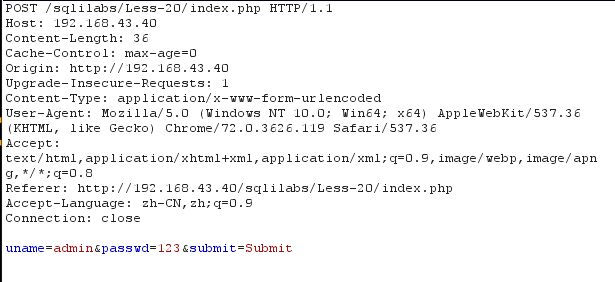 POST /sqlilabs/Less-20/index.php HTTP/1.1
Host: 192.168.43.40
Content-Length: 36
Cache-Control: max-age=0
Origin: http://192.168.43.40
Upgrade-Insecure-Requests: 1
Content-Type: application/x-www-form-urlencoded
User-Agent: Mozilla/5.0 (Windows NT 10.0; Win64; x64) AppleWebKit/537.36
(KHTML, like Gecko) Chrome/72.0.3626.119 Safari/537.36
Accept:
text/html,application/xhtml+xml,application/xml;q=0.9,image/webp,image/apn
g,*/*;q=0.8
Referer: http://192.168.43.40/sqlilabs/Less-20/index.php
Accept-Language: zh-CN,zh;q=0.9
Connection: close
uname=admin&passwd=123&submit=Submit